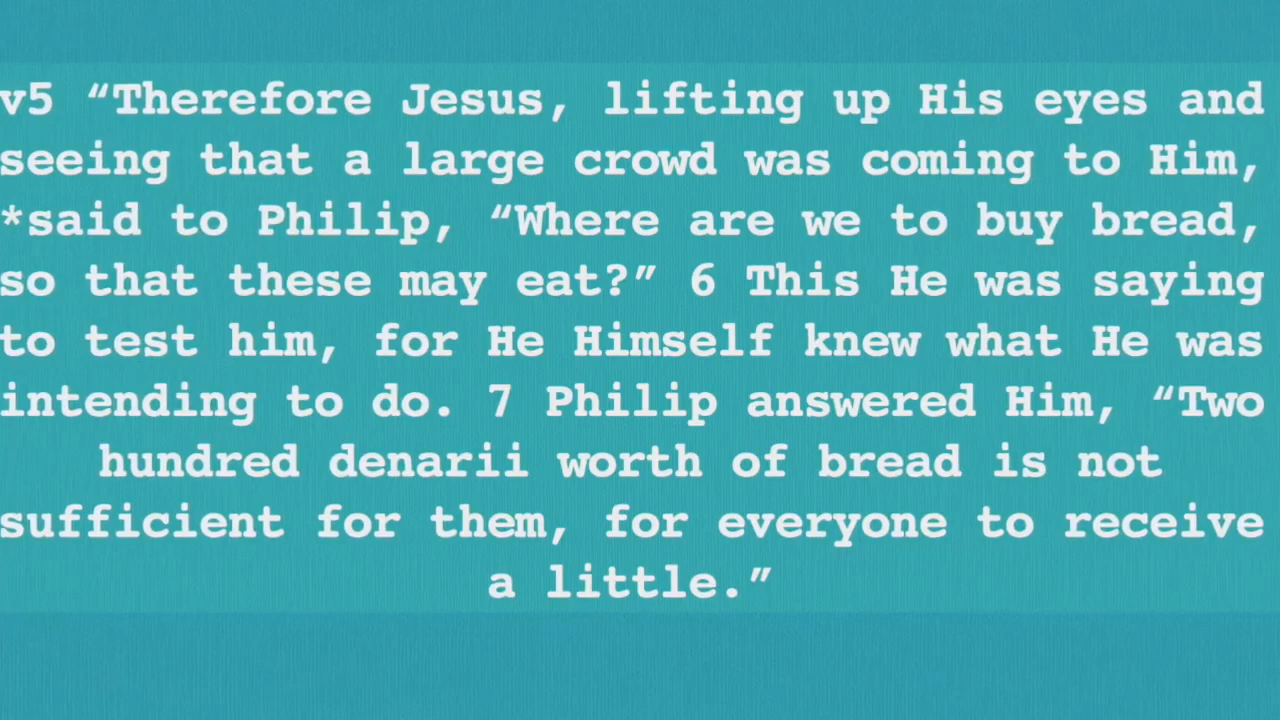 v5 “Therefore Jesus, lifting up His eyes and
seeing that a large crowd was coming to Him,
*said to Philip, “Where are we to buy bread,
so that these may eat?” 6 This He was saying
to test him, for He Himself knew what He was
intending to do. 7 Philip answered Him, “Two
hundred denarii worth of bread is not
sufficient for them, for everyone to receive
a little.”